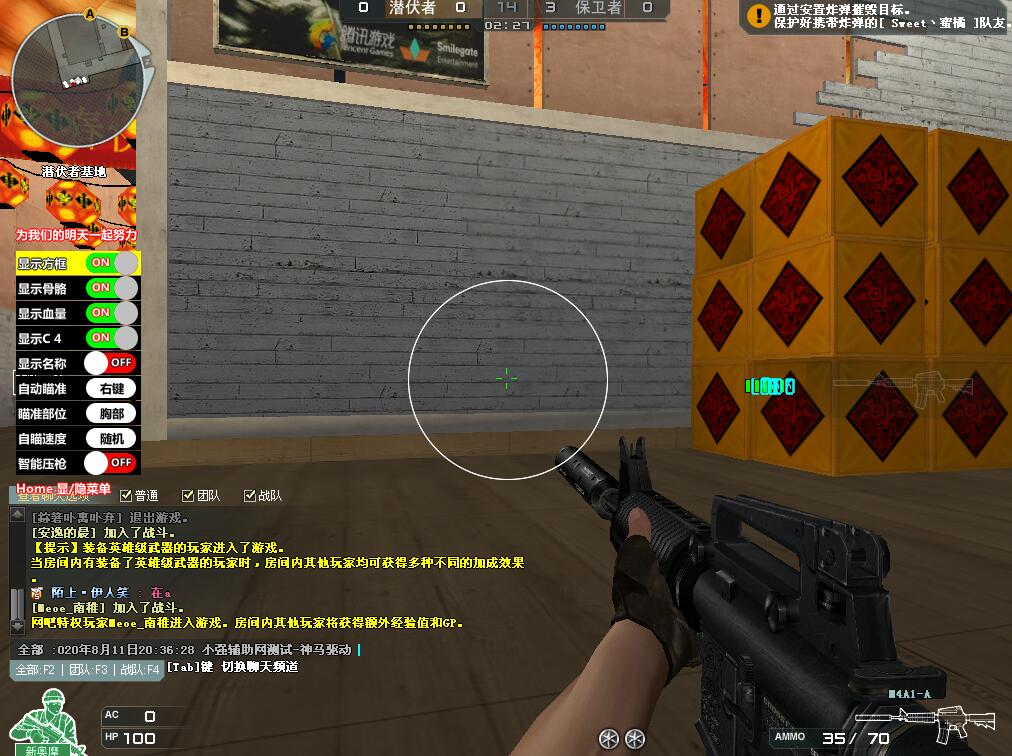 A
B
0 潜伏者 0 14 3 保卫者 0
02:27
通过安置炸弹摧毁目标。
保护好携带炸弹的[ Sweet丶蜜橘 ]队友。
腾讯游戏
Tencent Games
Smilegate
Entertainment
潜伏者基地
为我们的明天一起努力
显示方框 ON
显示骨骼 ON
显示血量 ON
显示C 4 ON
显示名称 OFF
自动瞄准 右键
瞄准部位 胸部
自瞄速度 随机
智能压枪 OFF
Home 显/隐菜单
普通 团队 战队
退出游戏。
[安逸的晨] 加入了战斗。
【提示】装备英雄级武器的玩家进入了游戏。
当房间内有装备了英雄级武器的玩家时，房间内其他玩家均可获得多种不同的加成效果
。
陌上·伊人笑 : 在a
[Meoe_南稚] 加入了战斗。
网吧特权玩家Meoe_南稚进入游戏。房间内其他玩家将获得额外经验值和GP。
全部 :020年8月11日20:36:28 小强辅助网测试-神马驱动
全部:F2 | 团队:F3 | 战队:F4 [Tab]键 切换聊天频道
AC 0
HP 100
新奥摩
M4A1-A
AMMO 35/ 70